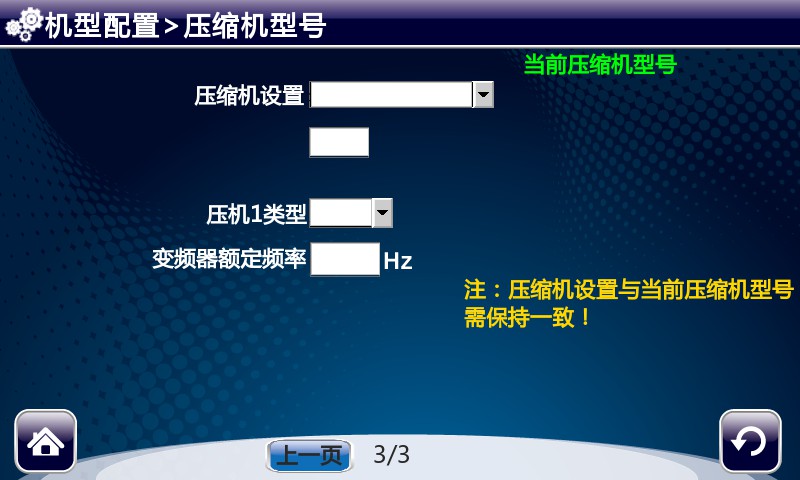 机型配置>压缩机型号
当前压缩机型号
压缩机设置
压机1类型
变频器额定频率 Hz
注：压缩机设置与当前压缩机型号
需保持一致！
上一页 3/3